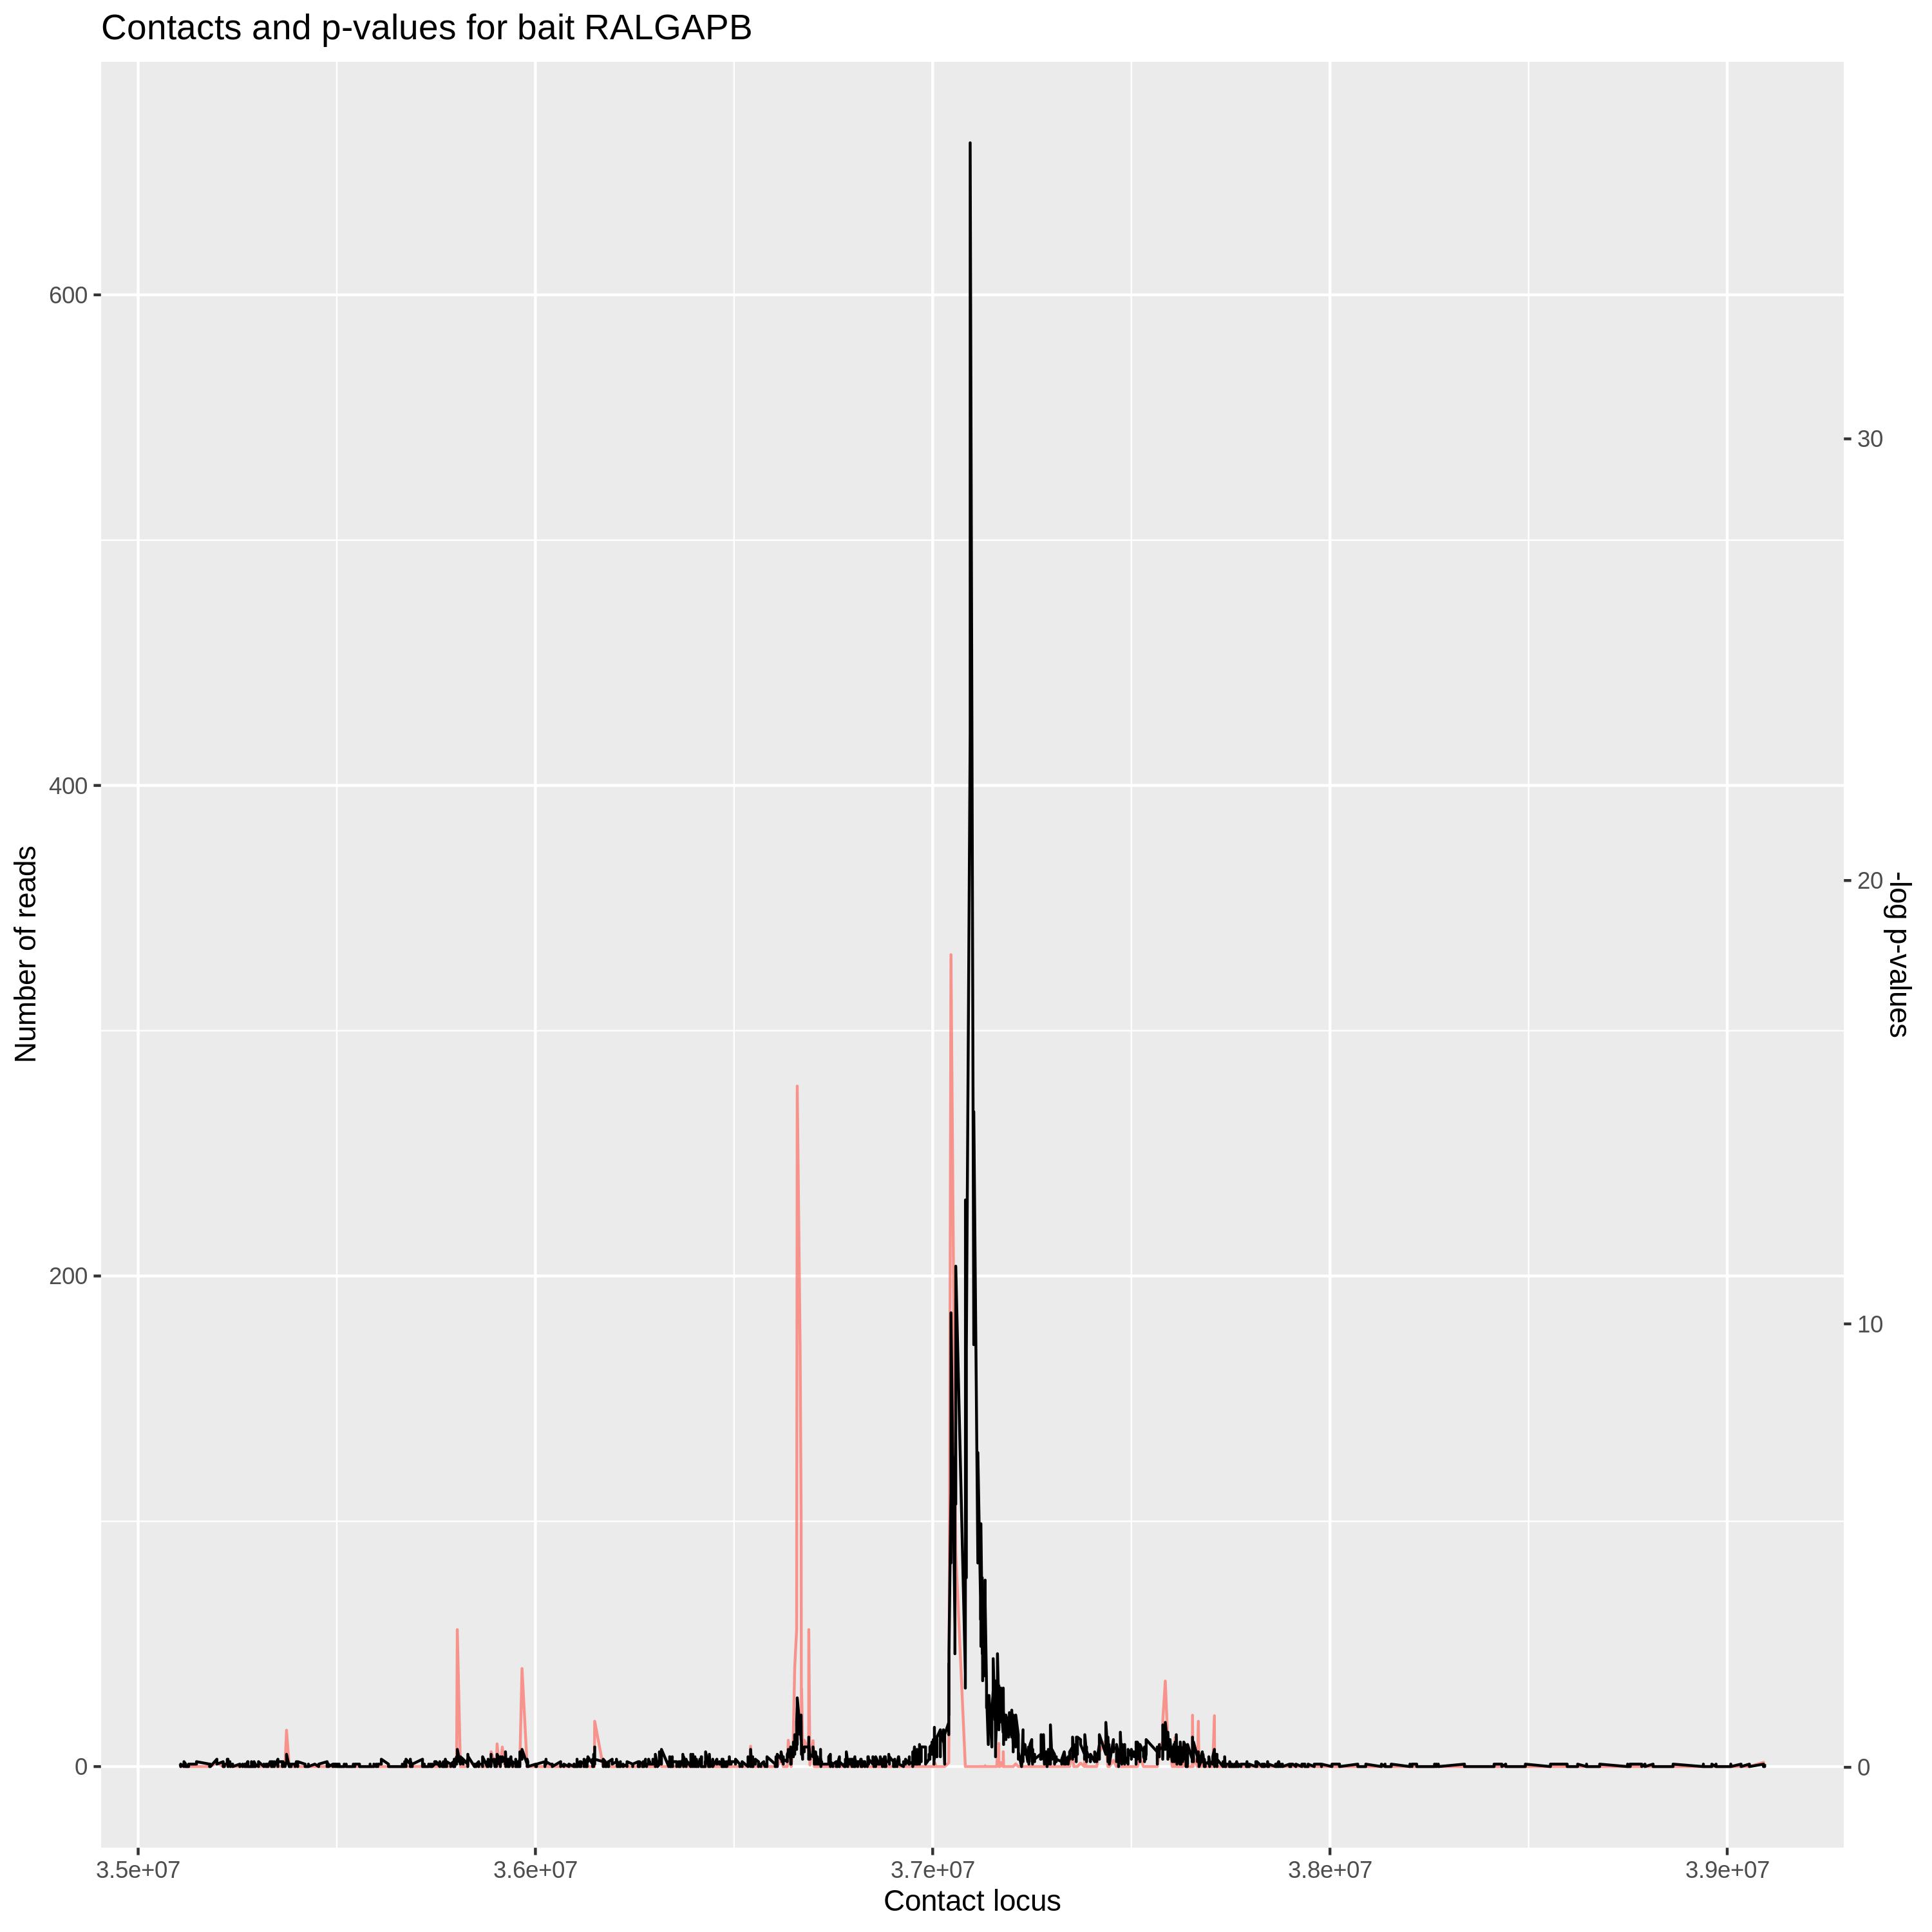 Contacts and p-values for bait RALGAPB
600
400
200
0
Number of reads
30
20
10
0
-log p-values
3.5e+07
3.6e+07
3.7e+07
3.8e+07
3.9e+07
Contact locus